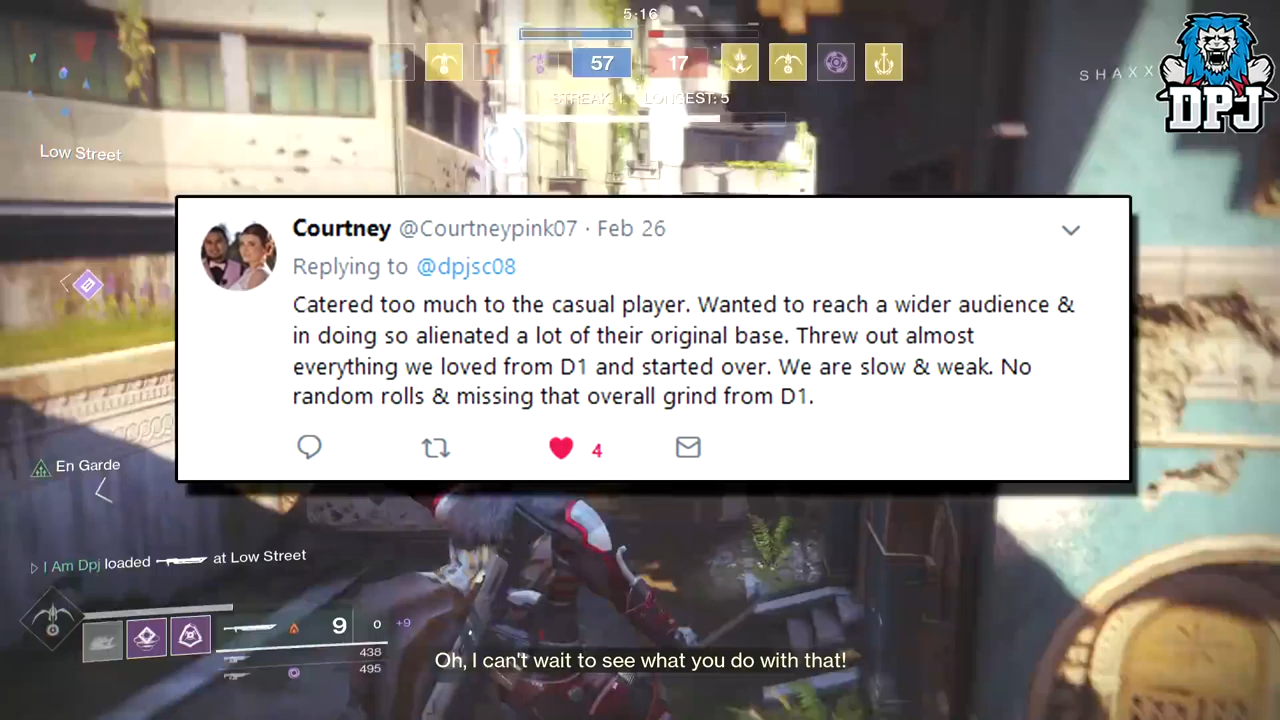 5:16
57
17
STREAK: 1 LONGEST: 5
SHAXX
DPJ
Low Street
Courtney @Courtneypink07 · Feb 26
Replying to @dpjsc08
Catered too much to the casual player. Wanted to reach a wider audience &
in doing so alienated a lot of their original base. Threw out almost
everything we loved from D1 and started over. We are slow & weak. No
random rolls & missing that overall grind from D1.
4
En Garde
I Am Dpj loaded at Low Street
9 0 +9
438
495
Oh, I can't wait to see what you do with that!